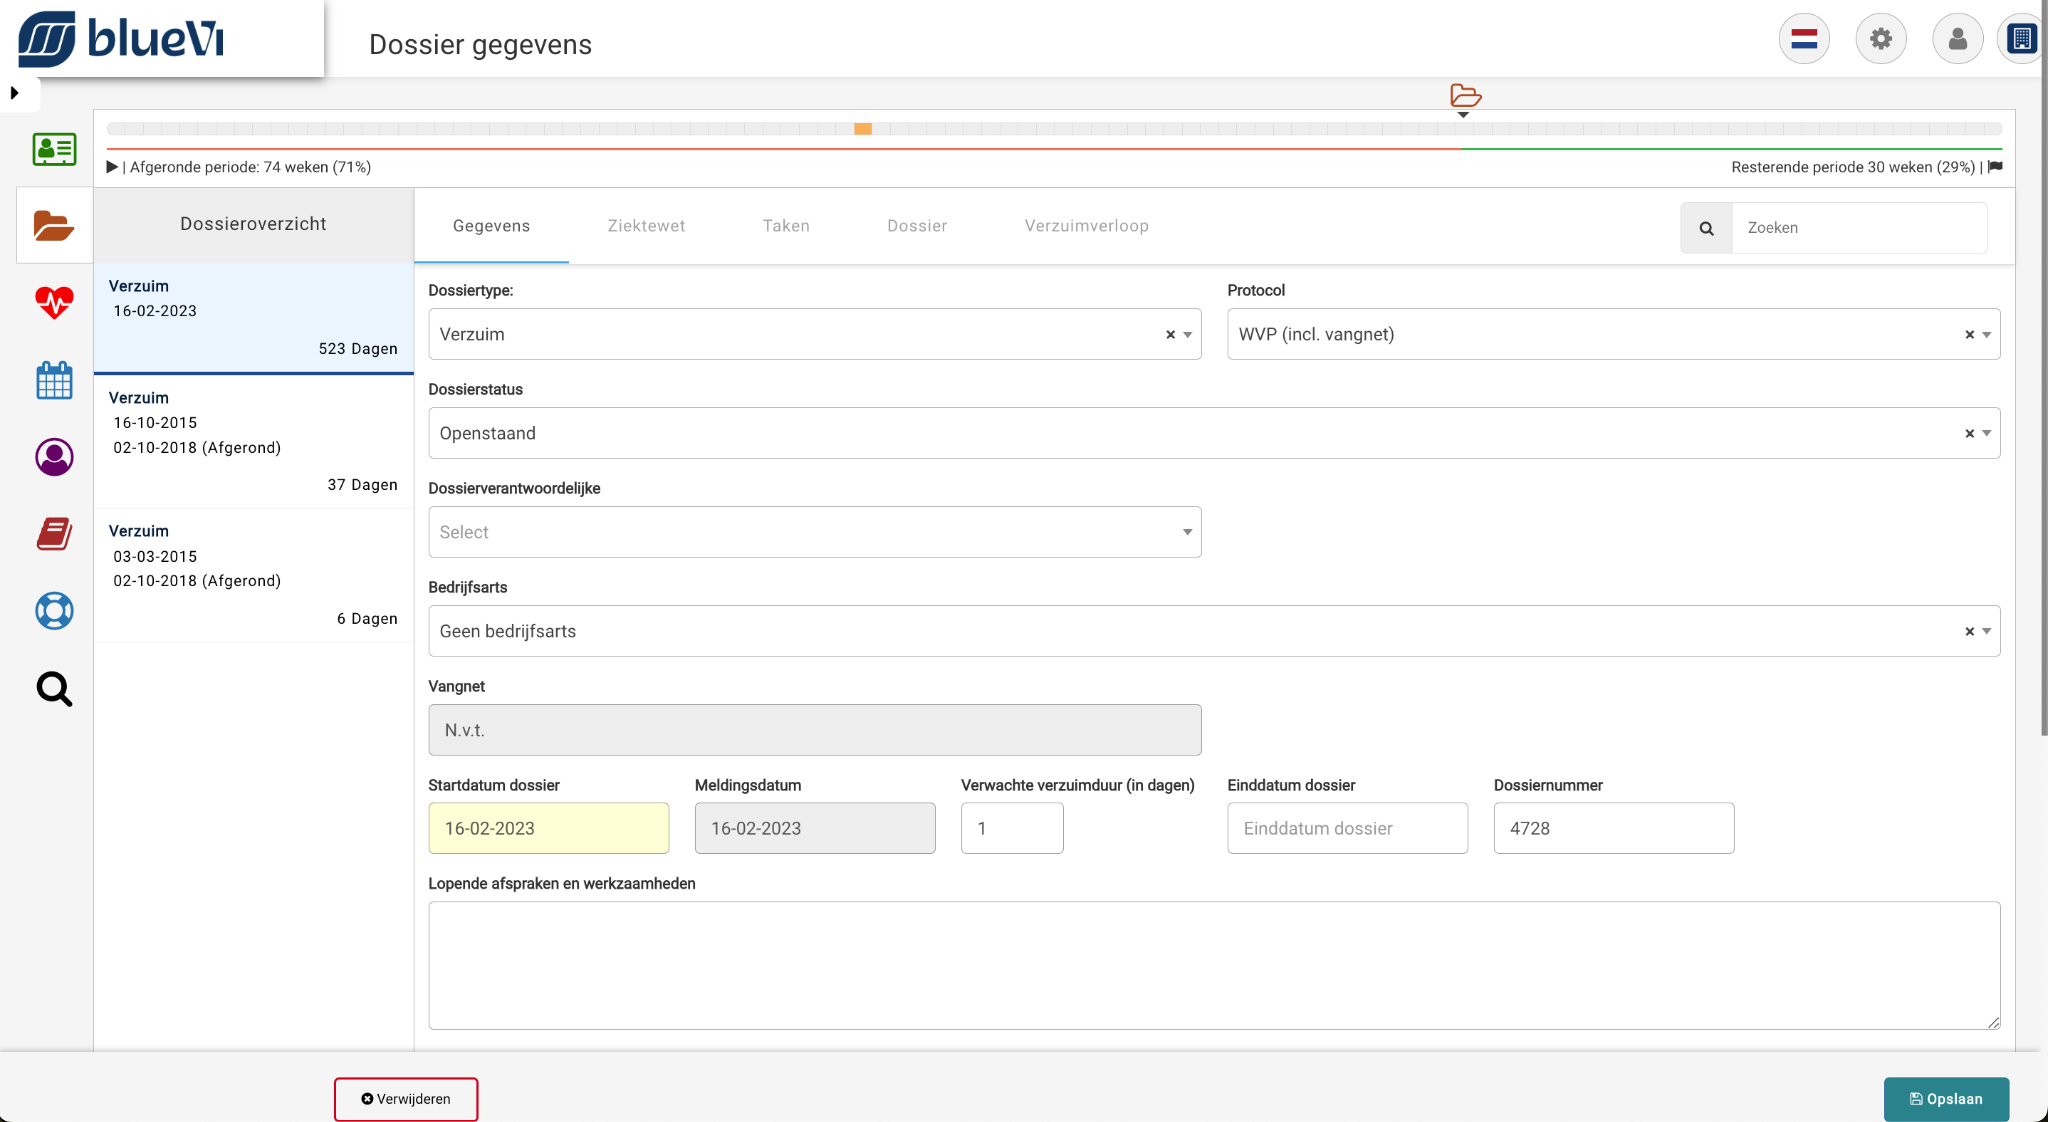 blueVi
Dossier gegevens
| Afgeronde periode: 74 weken (71%)
Resterende periode 30 weken (29%) |
Dossieroverzicht
Gegevens
Ziektewet
Taken
Dossier
Verzuimverloop
Zoeken
Verzuim
16-02-2023
523 Dagen
Verzuim
16-10-2015
02-10-2018 (Afgerond)
37 Dagen
Verzuim
03-03-2015
02-10-2018 (Afgerond)
6 Dagen
Dossiertype:
Protocol
Verzuim
WVP (incl. vangnet)
Dossierstatus
Openstaand
Dossierverantwoordelijke
Select
Bedrijfsarts
Geen bedrijfsarts
Vangnet
N.v.t.
Startdatum dossier
Meldingsdatum
Verwachte verzuimduur (in dagen)
Einddatum dossier
Dossiernummer
16-02-2023
16-02-2023
1
Einddatum dossier
4728
Lopende afspraken en werkzaamheden
Verwijderen
Opslaan